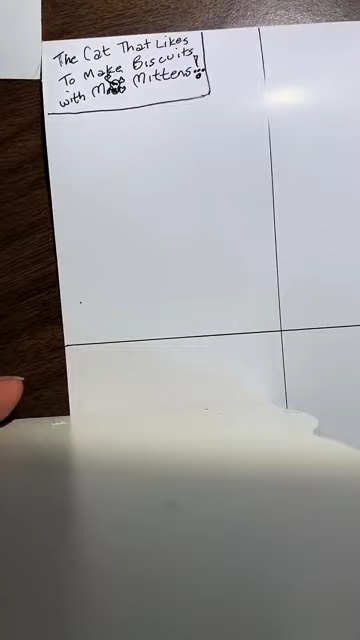 The Cat That Likes
To Make Biscuits
with Mittens!